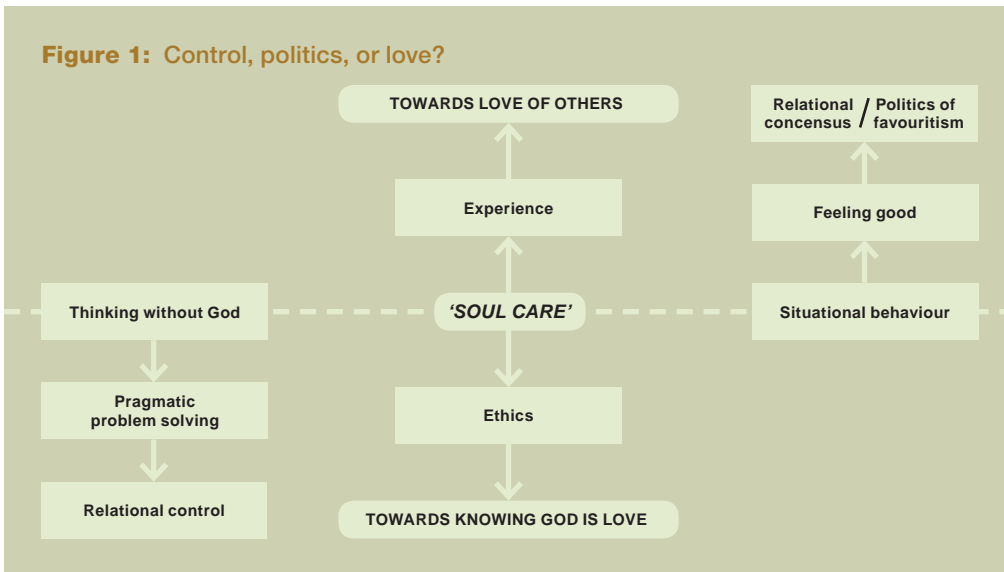 Figure 1: Control, politics, or love?
TOWARDS LOVE OF OTHERS
Relational / Politics of
concensus / favouritism
Experience
Feeling good
Thinking without God
'SOUL CARE'
Situational behaviour
Pragmatic
problem solving
Ethics
Relational control
TOWARDS KNOWING GOD IS LOVE